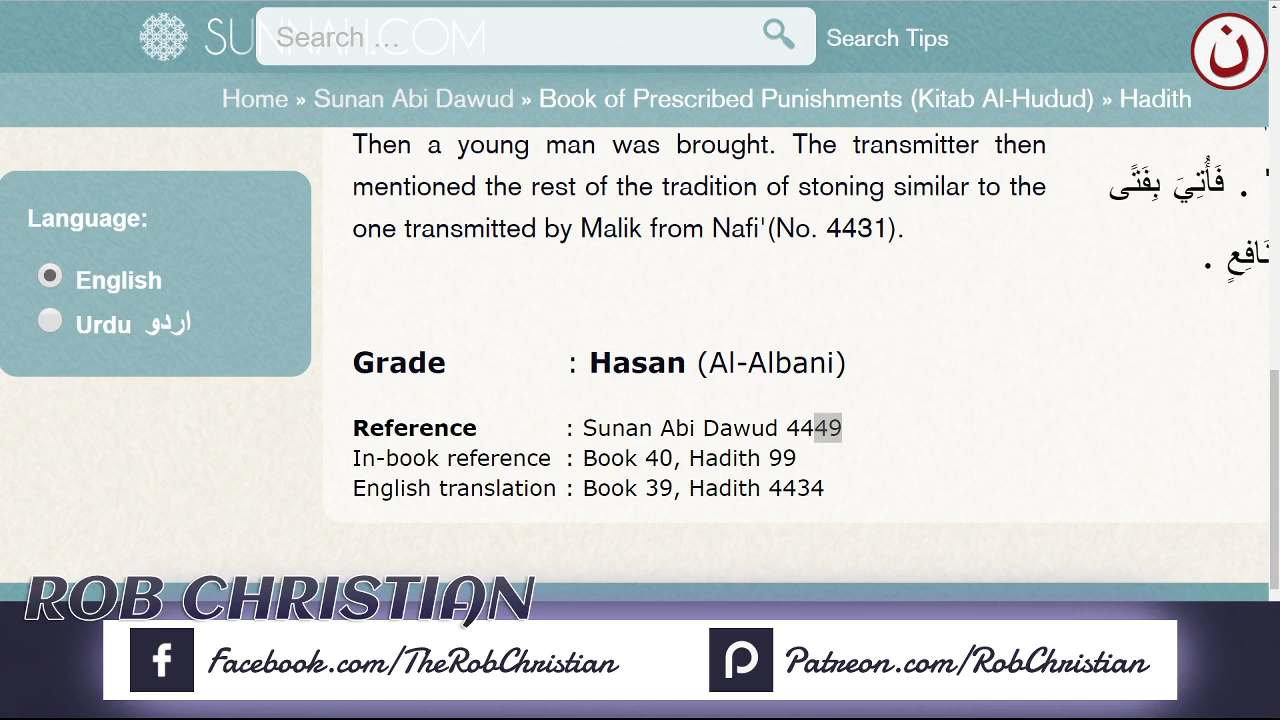 SUNNAH.COM
Search ...
Search Tips
ن
Home » Sunan Abi Dawud » Book of Prescribed Punishments (Kitab Al-Hudud) » Hadith
Then a young man was brought. The transmitter then
mentioned the rest of the tradition of stoning similar to the
one transmitted by Malik from Nafi'(No. 4431).
" . فَأُتِيَ بِفَتًى
نَافِعٍ .
Language:
English
Urdu اردو
Grade : Hasan (Al-Albani)
Reference : Sunan Abi Dawud 4449
In-book reference : Book 40, Hadith 99
English translation : Book 39, Hadith 4434
ROB CHRISTIAN
f Facebook.com/TheRobChristian
Patreon.com/RobChristian